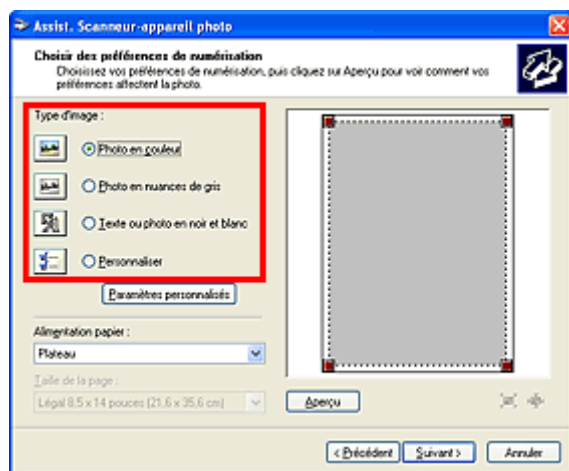 Assist. Scanneur-appareil photo
Choisir des préférences de numérisation
Choisissez vos préférences de numérisation, puis cliquez sur Aperçu pour voir comment vos
préférences affectent la photo.
Type d'image :
Photo en couleur
Photo en nuances de gris
Texte ou photo en noir et blanc
Personnaliser
Paramètres personnalisés
Alimentation papier :
Plateau
Taille de la page :
Légal 8,5 x 14 pouces (21,6 x 35,6 cm)
Aperçu
< Précédent
Suivant >
Annuler